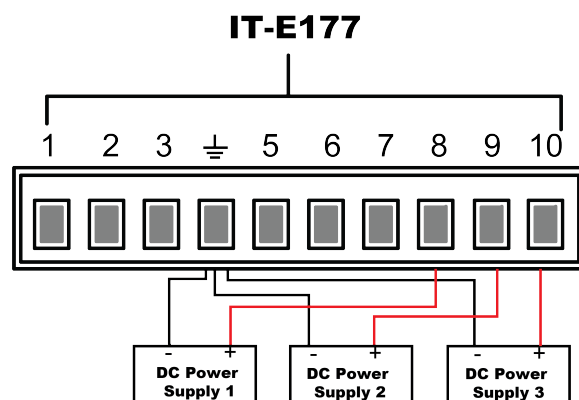 IT-E177
1 2 3 ⏚ 5 6 7 8 9 10
- + - + - +
DC Power Supply 1
DC Power Supply 2
DC Power Supply 3